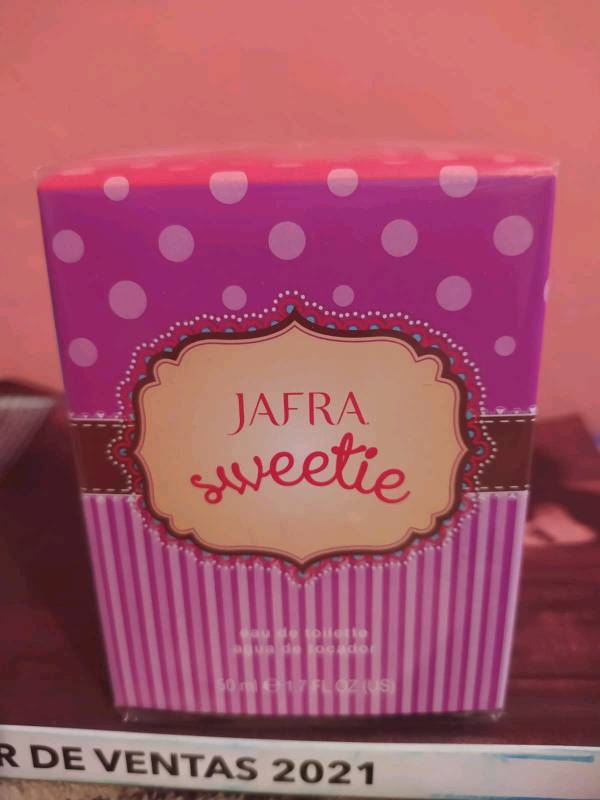 JAFRA
sweetie
eau de toilette
agua de tocador
50 ml ℮ 1.7 FL OZ (US)
R DE VENTAS 2021